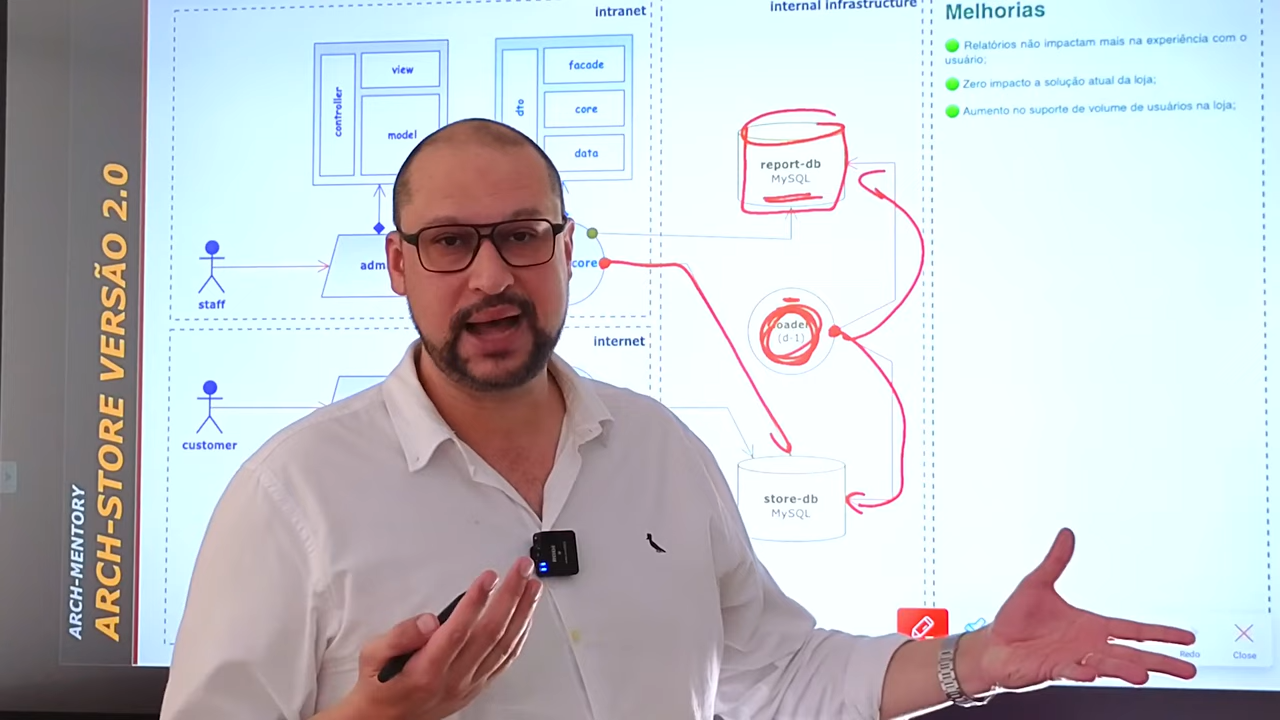 ARCH-MENTORY
ARCH-STORE VERSÃO 2.0
intranet
controller
view
model
dto
facade
core
data
staff
core
internet
customer
internal infrastructure
report-db
MySQL
(d-1)
store-db
MySQL
Melhorias
Relatórios não impactam mais na experiência com o
usuário;
Zero impacto a solução atual da loja;
Aumento no suporte de volume de usuários na loja;
Redo
Close